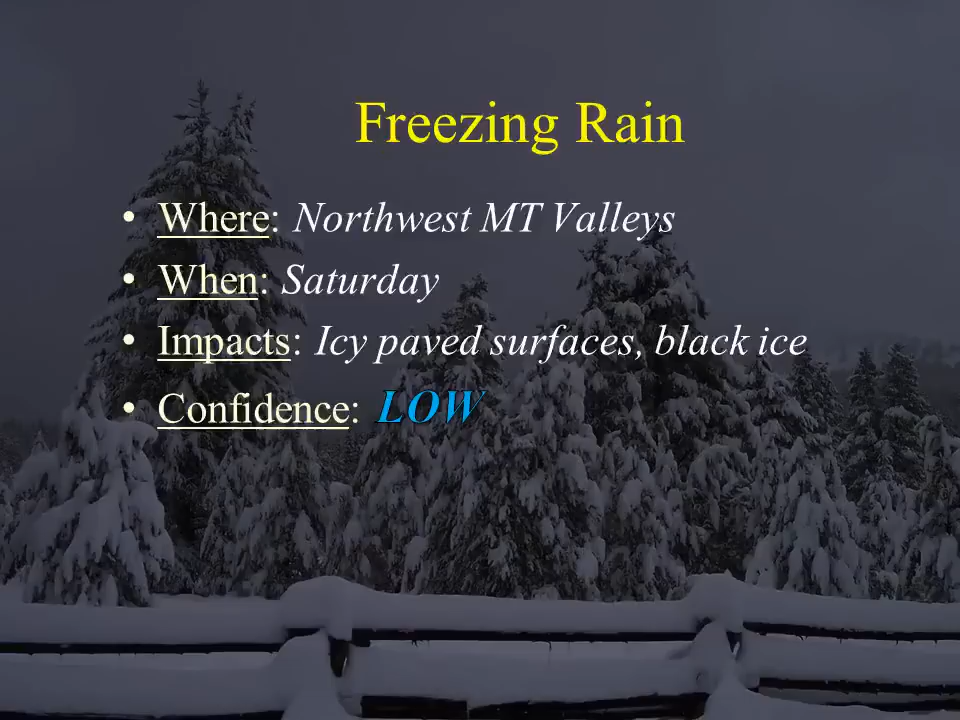 Freezing Rain
• Where: Northwest MT Valleys
• When: Saturday
• Impacts: Icy paved surfaces, black ice
• Confidence: LOW